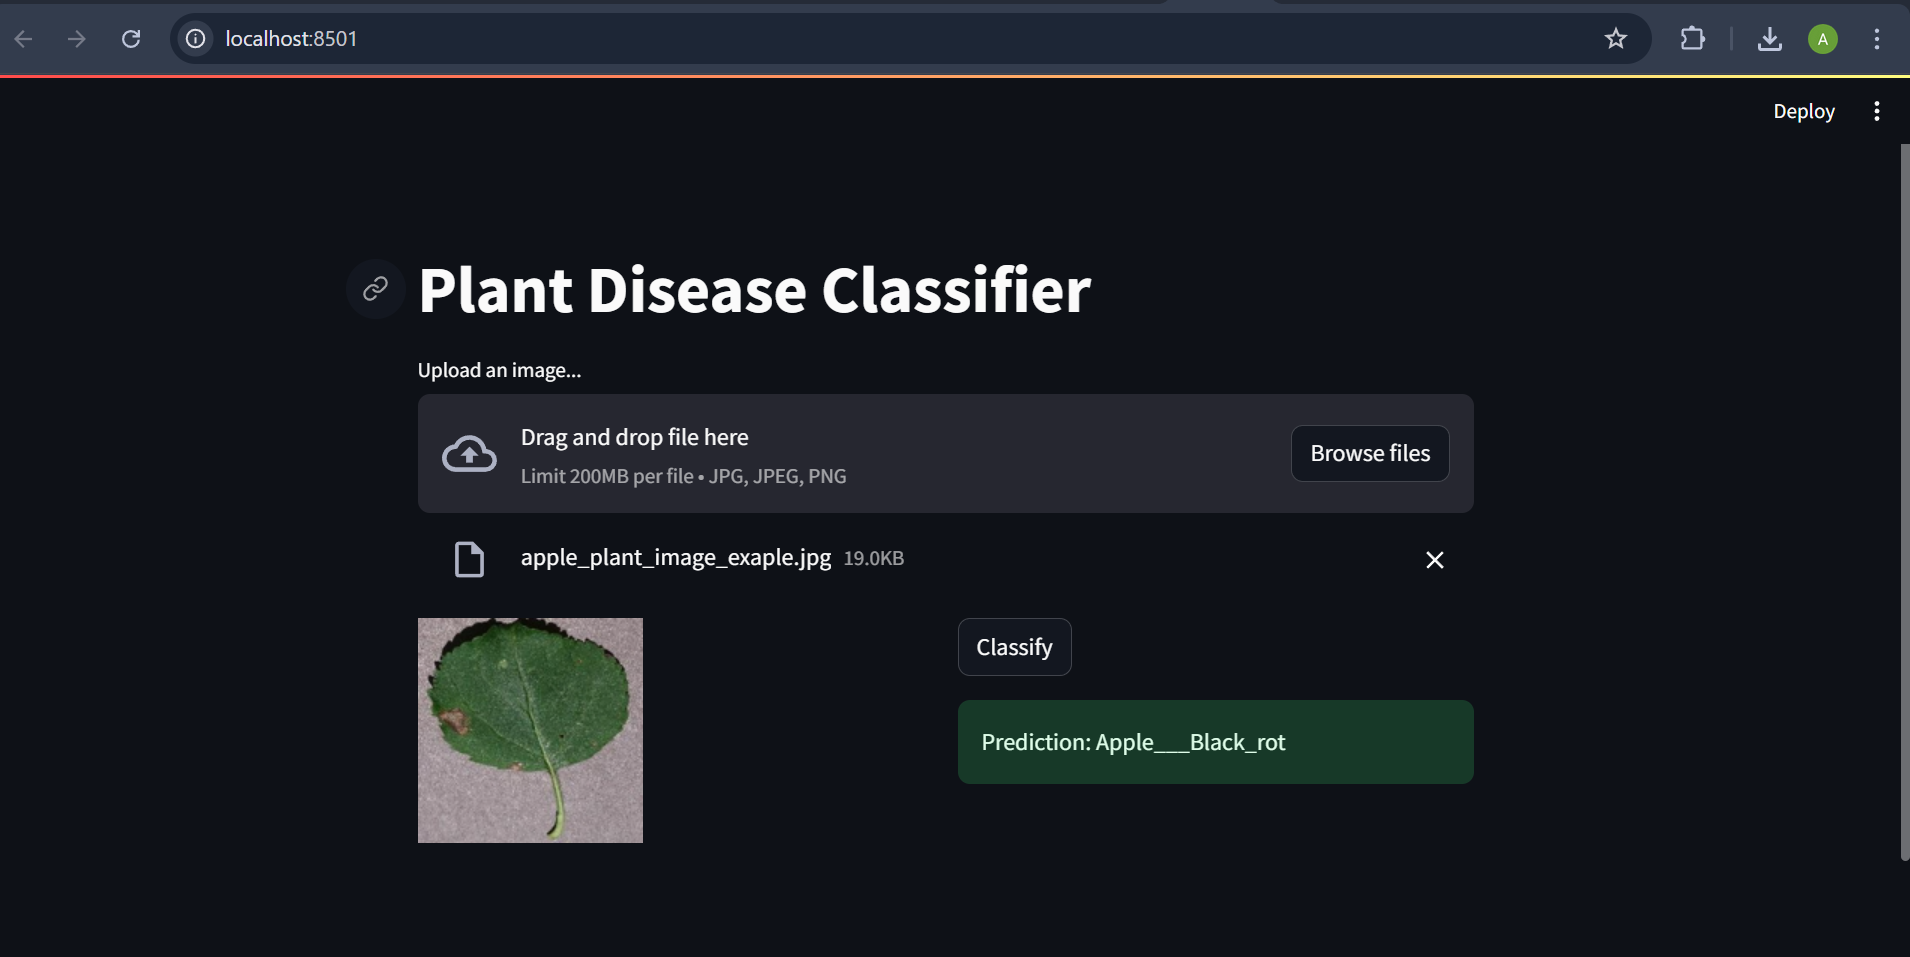 localhost:8501
A
Deploy
Plant Disease Classifier
Upload an image...
Drag and drop file here
Limit 200MB per file • JPG, JPEG, PNG
Browse files
apple_plant_image_exaple.jpg 19.0KB
Classify
Prediction: Apple___Black_rot